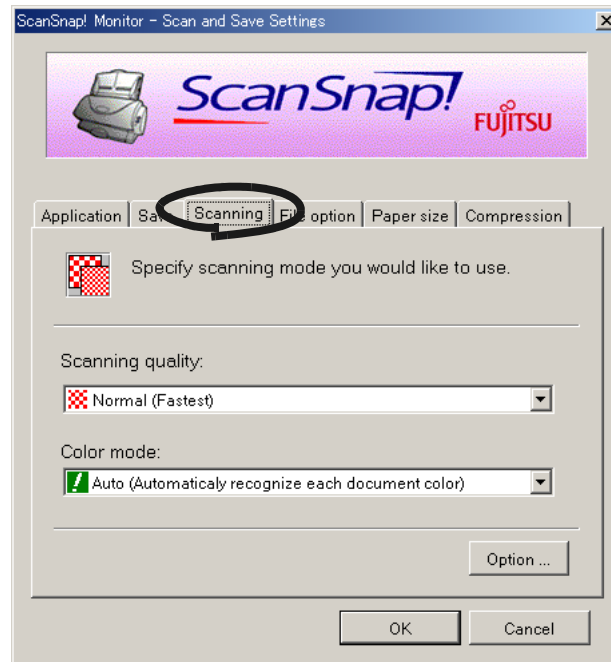 ScanSnap! Monitor - Scan and Save Settings
ScanSnap!
FUJITSU
Application Save Scanning File option Paper size Compression
Specify scanning mode you would like to use.
Scanning quality:
Normal (Fastest)
Color mode:
Auto (Automaticaly recognize each document color)
Option ...
OK Cancel